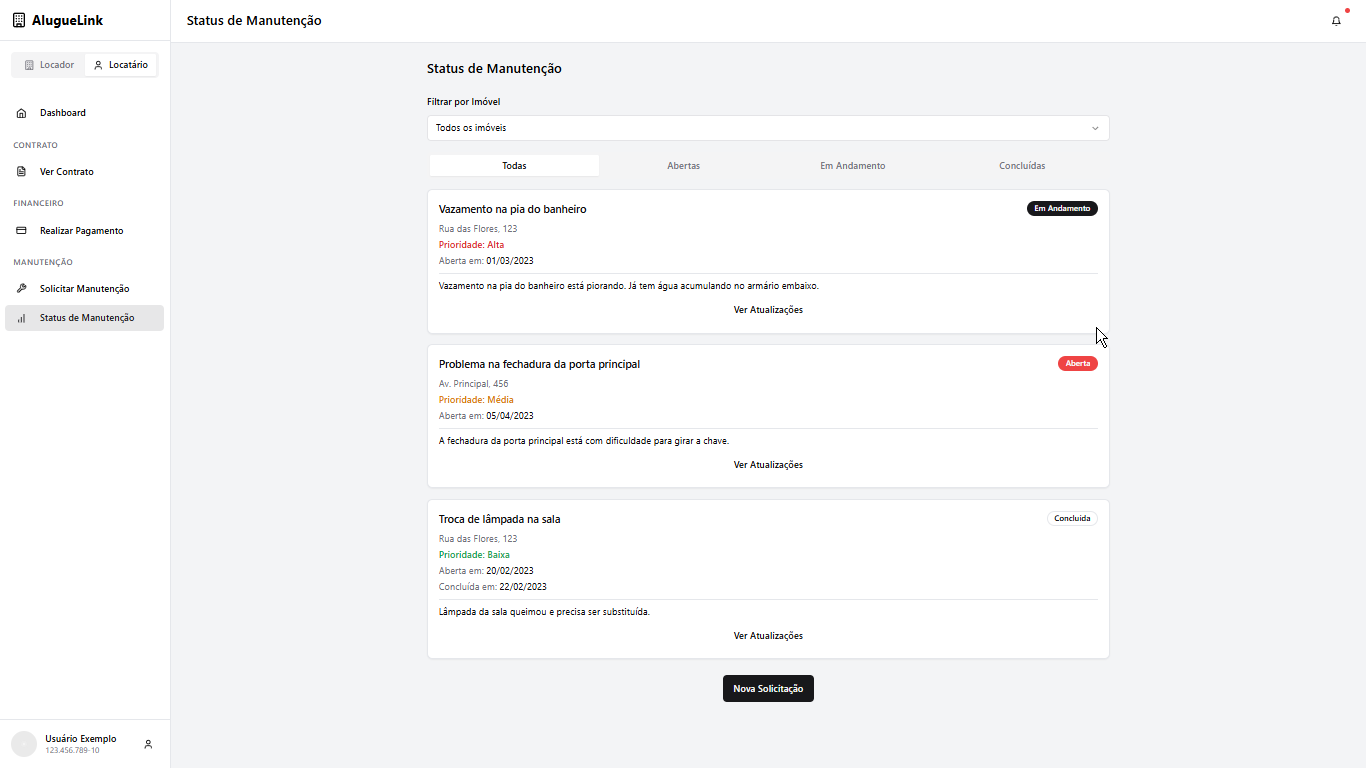 AlugueLink
Status de Manutenção
Locador
Locatário
Dashboard
CONTRATO
Ver Contrato
FINANCEIRO
Realizar Pagamento
MANUTENÇÃO
Solicitar Manutenção
Status de Manutenção
Usuário Exemplo
123.456.789-10
Status de Manutenção
Filtrar por Imóvel
Todos os imóveis
Todas
Abertas
Em Andamento
Concluídas
Vazamento na pia do banheiro
Em Andamento
Rua das Flores, 123
Prioridade: Alta
Aberta em: 01/03/2023
Vazamento na pia do banheiro está piorando. Já tem água acumulando no armário embaixo.
Ver Atualizações
Problema na fechadura da porta principal
Aberta
Av. Principal, 456
Prioridade: Média
Aberta em: 05/04/2023
A fechadura da porta principal está com dificuldade para girar a chave.
Ver Atualizações
Troca de lâmpada na sala
Concluída
Rua das Flores, 123
Prioridade: Baixa
Aberta em: 20/02/2023
Concluída em: 22/02/2023
Lâmpada da sala queimou e precisa ser substituída.
Ver Atualizações
Nova Solicitação